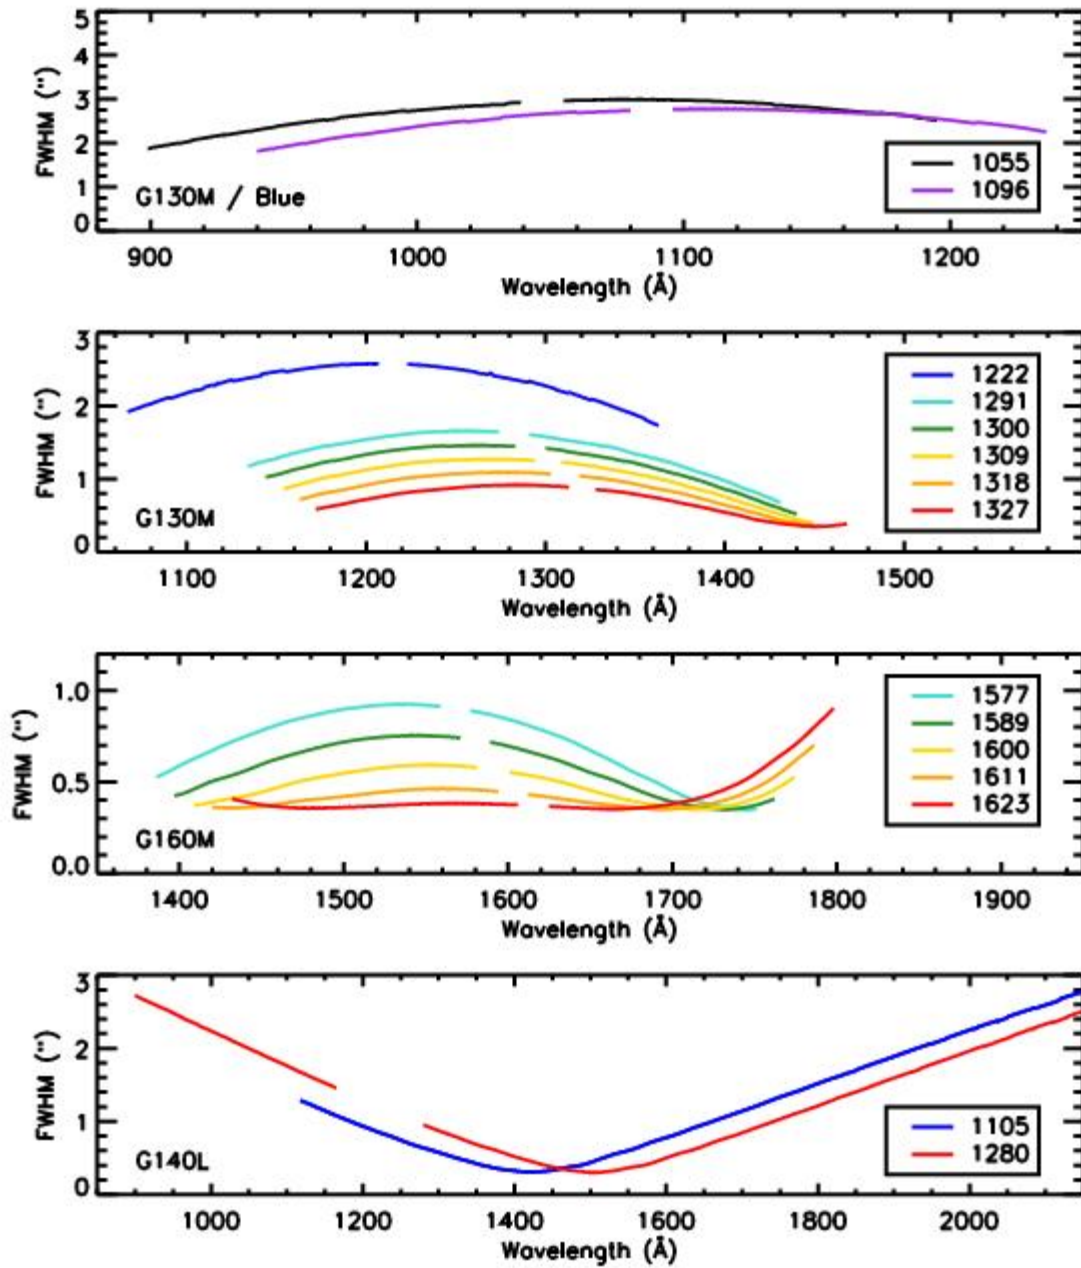 5
4
3
2
1
0
FWHM (")
G130M / Blue
1055
1096
900 1000 1100 1200
Wavelength (Å)
3
2
1
0
FWHM (")
G130M
1222
1291
1300
1309
1318
1327
1100 1200 1300 1400 1500
Wavelength (Å)
1.0
0.5
0.0
FWHM (")
G160M
1577
1589
1600
1611
1623
1400 1500 1600 1700 1800 1900
Wavelength (Å)
3
2
1
0
FWHM (")
G140L
1105
1280
1000 1200 1400 1600 1800 2000
Wavelength (Å)